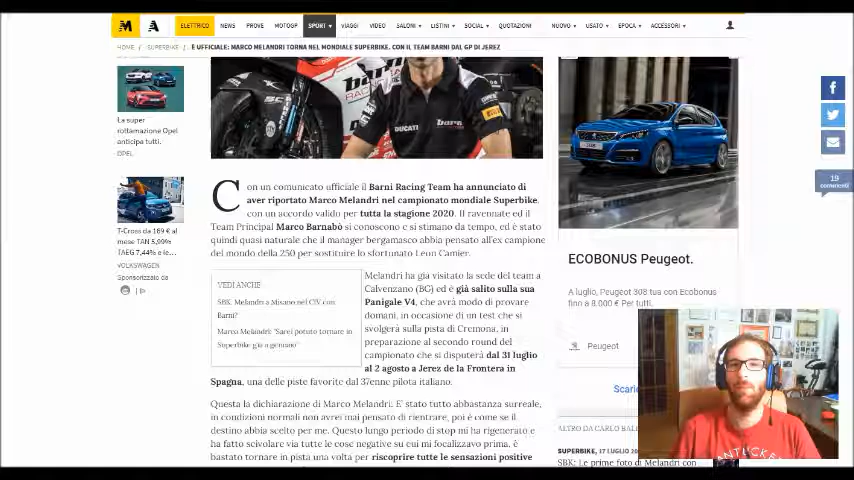 M A ELETTRICO NEWS PROVE MOTOGP SPORT VIAGGI VIDEO SALONI LISTINI SOCIAL QUOTAZIONI NUOVO USATO EPOCA ACCESSORI
HOME / SUPERBIKE / È UFFICIALE: MARCO MELANDRI TORNA NEL MONDIALE SUPERBIKE. CON IL TEAM BARNI DAL GP DI JEREZ
La super
rottamazione Opel
anticipa tutti.
OPEL
T-Cross da 169 € al
mese TAN 5,99%
TAEG 7,44% e le...
VOLKSWAGEN
Sponsorizzato da
barni
RACING
DUCATI
barni
Con un comunicato ufficiale il Barni Racing Team ha annunciato di
aver riportato Marco Melandri nel campionato mondiale Superbike,
con un accordo valido per tutta la stagione 2020. Il ravennate ed il
Team Principal Marco Barnabò si conoscono e si stimano da tempo, ed è stato
quindi quasi naturale che il manager bergamasco abbia pensato all'ex campione
del mondo della 250 per sostituire lo sfortunato Leon Camier.
VEDI ANCHE
SBK: Melandri a Misano nel CIV con
Barni?
Marco Melandri: "Sarei potuto tornare in
Superbike già a gennaio"
Melandri ha già visitato la sede del team a
Calvenzano (BG) ed è già salito sulla sua
Panigale V4, che avrà modo di provare
domani, in occasione di un test che si
svolgerà sulla pista di Cremona, in
preparazione al secondo round del
campionato che si disputerà dal 31 luglio
al 2 agosto a Jerez de la Frontera in
Spagna, una delle piste favorite dal 37enne pilota italiano.
Questa la dichiarazione di Marco Melandri: E' stato tutto abbastanza surreale,
in condizioni normali non avrei mai pensato di rientrare, poi è come se il
destino abbia scelto per me. Questo lungo periodo di stop mi ha rigenerato e
ha fatto scivolare via tutte le cose negative su cui mi focalizzavo prima, è
bastato tornare in pista una volta per riscoprire tutte le sensazioni positive
ECOBONUS Peugeot.
A luglio, Peugeot 308 tua con Ecobonus
fino a 8.000 € Per tutti.
Peugeot
ALTRO DA CARLO
SUPERBIKE, 17 LUGLIO
SBK: Le prime foto di Melandri con
19
commenti